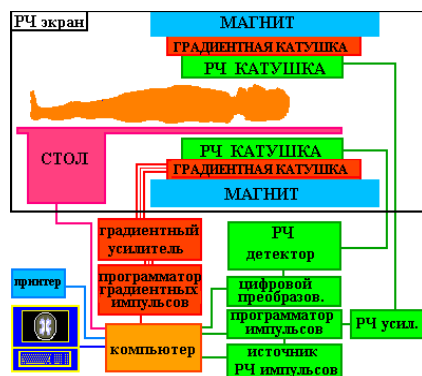 РЧ экран
МАГНИТ
ГРАДИЕНТНАЯ КАТУШКА
РЧ КАТУШКА
СТОЛ
РЧ КАТУШКА
ГРАДИЕНТНАЯ КАТУШКА
МАГНИТ
градиентный
усилитель
РЧ
детектор
программатор
градиентных
импульсов
принтер
цифровой
преобразов.
программатор
импульсов
РЧ усил.
компьютер
источник
РЧ импульсов